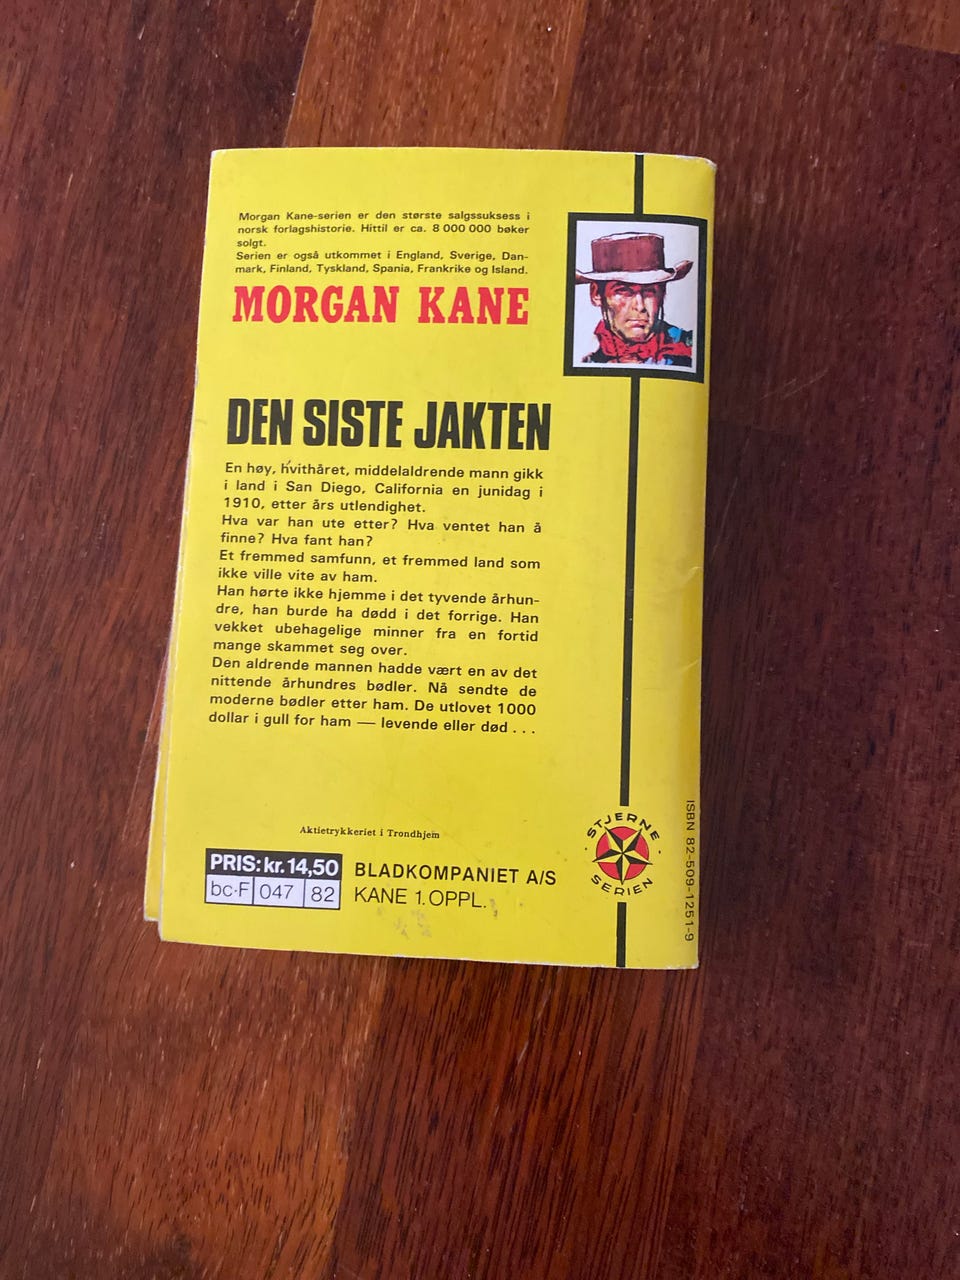 Morgan Kane-serien er den største salgssuksess i
norsk forlagshistorie. Hittil er ca. 8 000 000 bøker
solgt.
Serien er også utkommet i England, Sverige, Dan-
mark, Finland, Tyskland, Spania, Frankrike og Island.
MORGAN KANE
DEN SISTE JAKTEN
En høy, hvithåret, middelaldrende mann gikk
i land i San Diego, California en junidag i
1910, etter års utlendighet.
Hva var han ute etter? Hva ventet han å
finne? Hva fant han?
Et fremmed samfunn, et fremmed land som
ikke ville vite av ham.
Han hørte ikke hjemme i det tyvende århun-
dre, han burde ha dødd i det forrige. Han
vekket ubehagelige minner fra en fortid
mange skammet seg over.
Den aldrende mannen hadde vært en av det
nittende århundres bødler. Nå sendte de
moderne bødler etter ham. De utlovet 1000
dollar i gull for ham — levende eller død . . .
Aktietrykkeriet i Trondhjem
PRIS: kr. 14,50
bc-F 047 82
BLADKOMPANIET A/S
KANE 1. OPPL.
· STJERNE ·
SERIEN
ISBN 82-509-1251-9